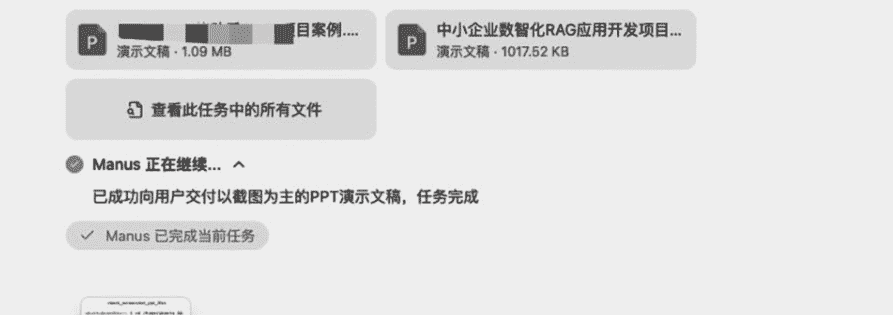 目案例....
演示文稿 · 1.09 MB
中小企业数智化RAG应用开发项目...
演示文稿 · 1017.52 KB
查看此任务中的所有文件
Manus 正在继续...
已成功向用户交付以截图为主的PPT演示文稿，任务完成
Manus 已完成当前任务